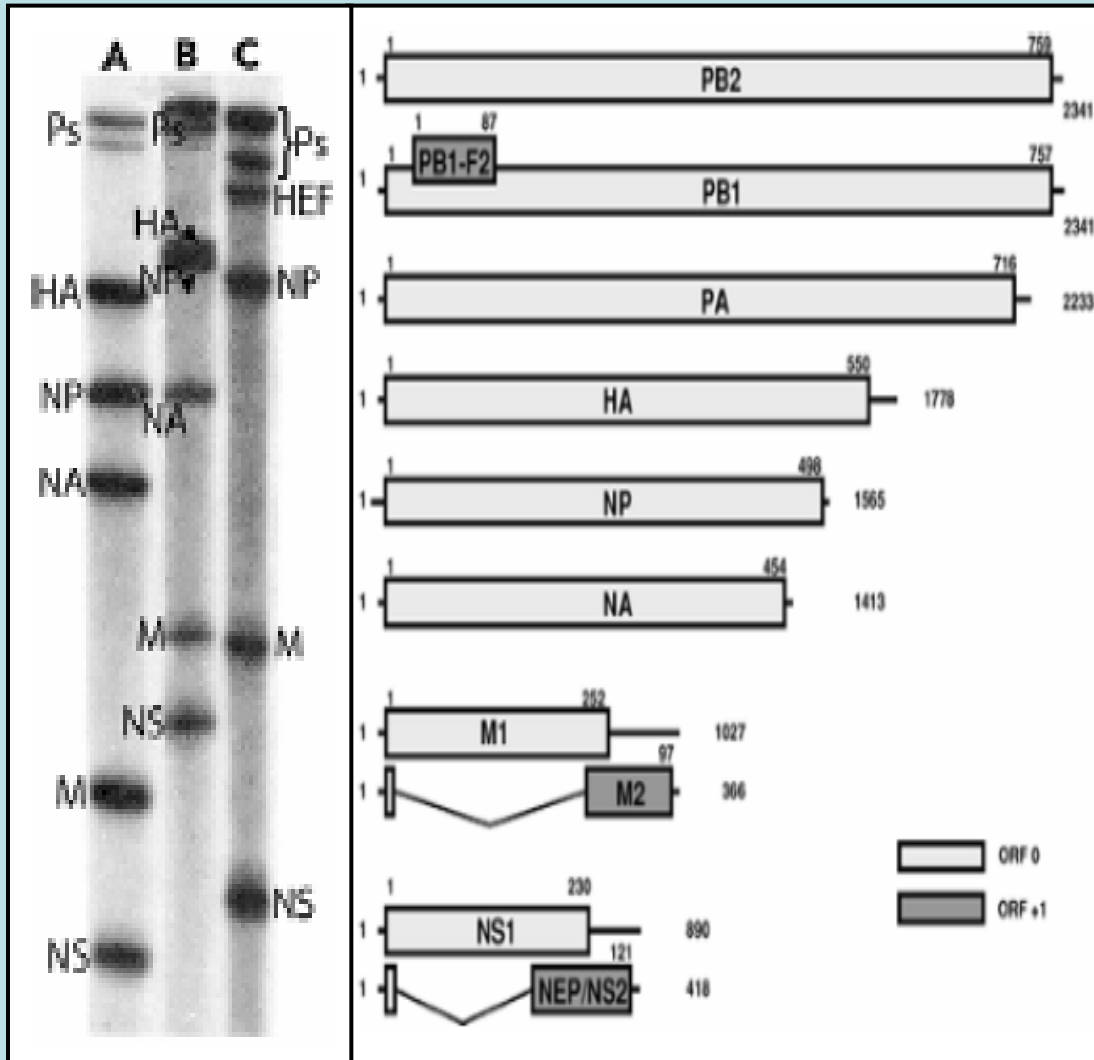 A B C
Ps Ps }Ps
HEF
HA
NP NP
HA
NP
NA
NA
M M
NS
M
NS
NS
1 759
1 PB2
2341
1 87
PB1-F2
1 757
1 PB1
2341
1 716
1 PA 2233
1 550
1 HA 1778
1 498
1 NP 1565
1 454
1 NA 1413
1 252
1 M1 1027
97
1 M2 366
ORF 0
1 230
ORF +1
1 NS1 890
121
1 NEP/NS2 418